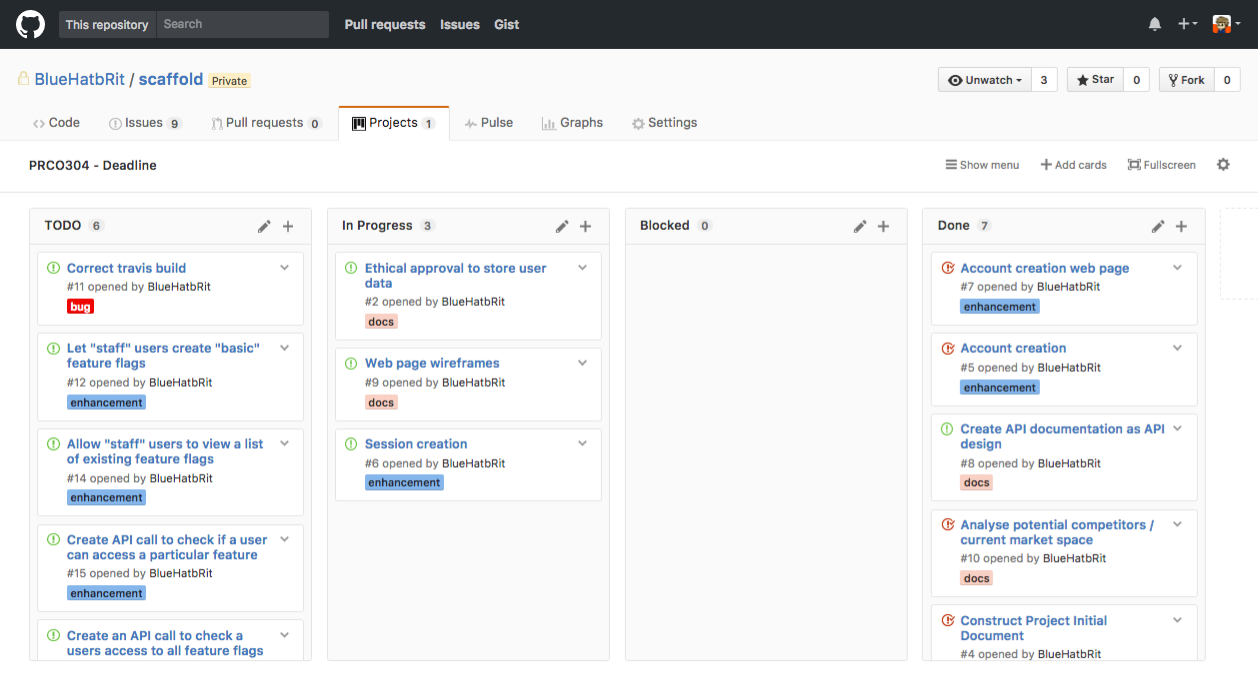 This repository Search Pull requests Issues Gist
BlueHatbRit / scaffold Private
Unwatch 3 Star 0 Fork 0
Code Issues 9 Pull requests 0 Projects 1 Pulse Graphs Settings
PRCO304 - Deadline
Show menu Add cards Fullscreen
TODO 6
Correct travis build
#11 opened by BlueHatbRit
bug
Let "staff" users create "basic"
feature flags
#12 opened by BlueHatbRit
enhancement
Allow "staff" users to view a list
of existing feature flags
#14 opened by BlueHatbRit
enhancement
Create API call to check if a user
can access a particular feature
#15 opened by BlueHatbRit
enhancement
Create an API call to check a
users access to all feature flags
In Progress 3
Ethical approval to store user
data
#2 opened by BlueHatbRit
docs
Web page wireframes
#9 opened by BlueHatbRit
docs
Session creation
#6 opened by BlueHatbRit
enhancement
Blocked 0
Done 7
Account creation web page
#7 opened by BlueHatbRit
enhancement
Account creation
#5 opened by BlueHatbRit
enhancement
Create API documentation as API
design
#8 opened by BlueHatbRit
docs
Analyse potential competitors /
current market space
#10 opened by BlueHatbRit
docs
Construct Project Initial
Document
#4 opened by BlueHatbRit